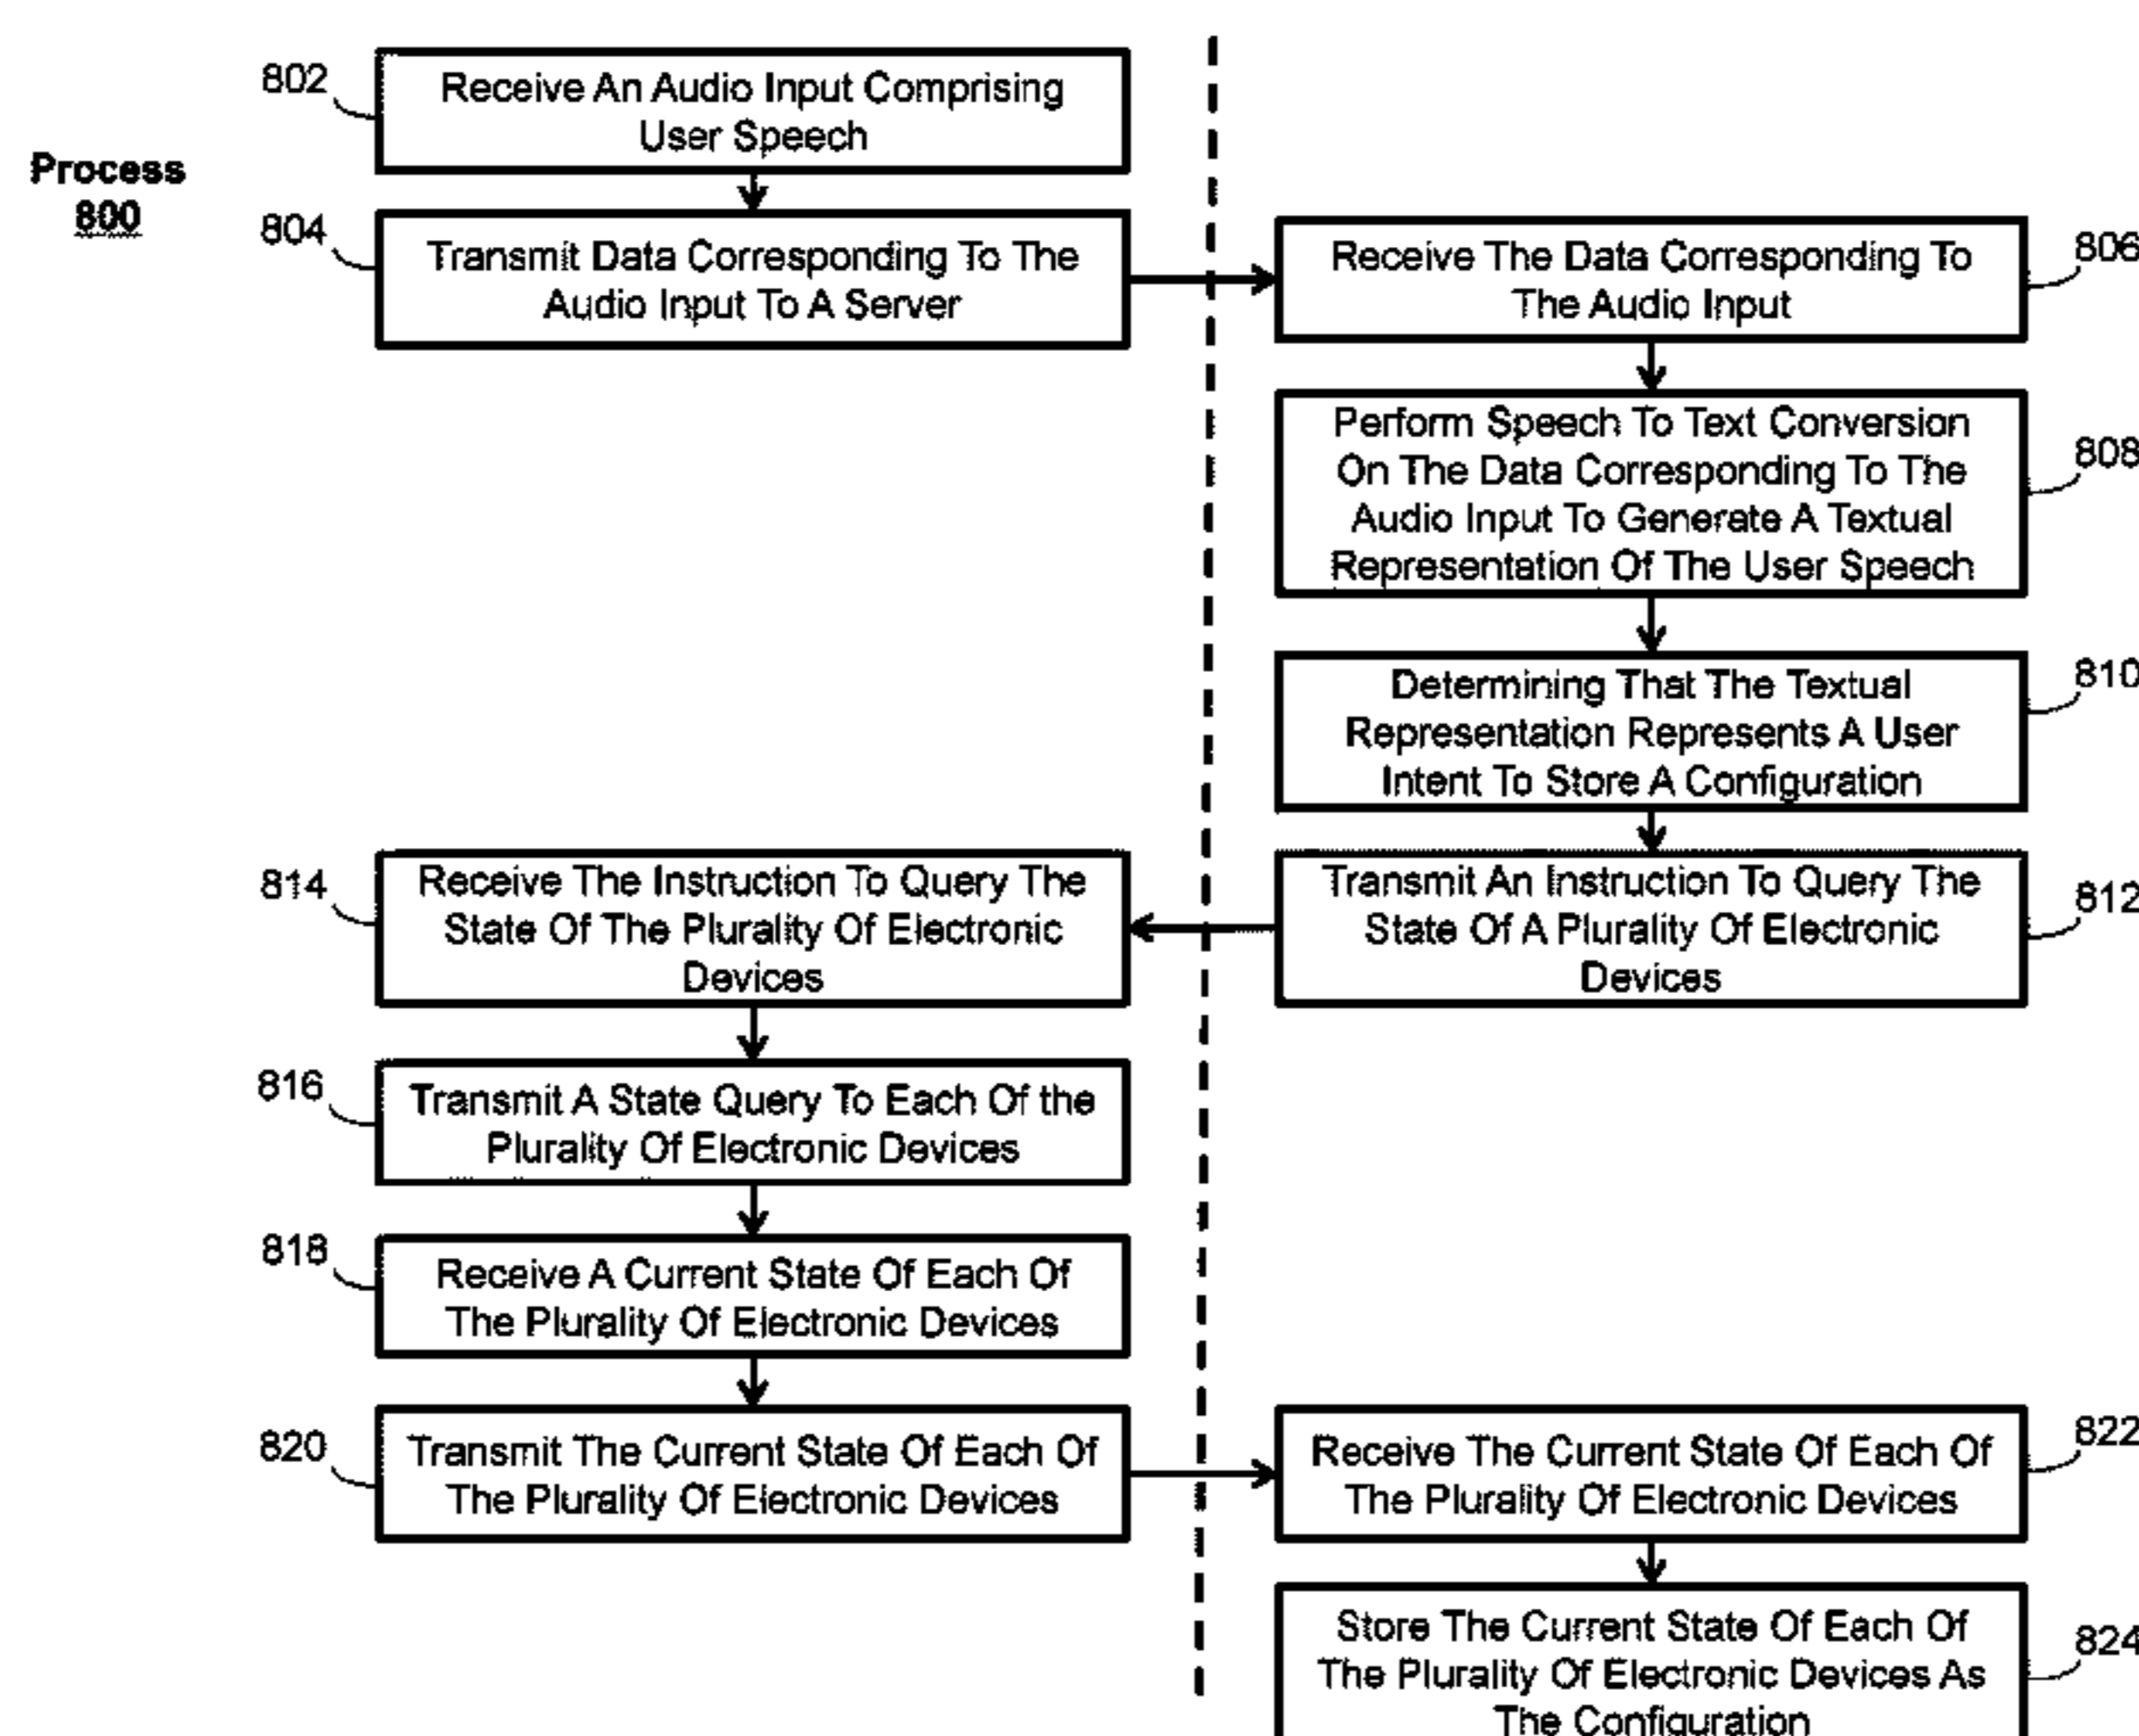 Process
800
802
Receive An Audio Input Comprising
User Speech
804
Transmit Data Corresponding To The
Audio Input To A Server
Receive The Data Corresponding To
The Audio Input
806
Perform Speech To Text Conversion
On The Data Corresponding To The
Audio Input To Generate A Textual
Representation Of The User Speech
808
Determining That The Textual
Representation Represents A User
Intent To Store A Configuration
810
Transmit An Instruction To Query The
State Of A Plurality Of Electronic
Devices
812
814
Receive The Instruction To Query The
State Of The Plurality Of Electronic
Devices
816
Transmit A State Query To Each Of the
Plurality Of Electronic Devices
818
Receive A Current State Of Each Of
The Plurality Of Electronic Devices
820
Transmit The Current State Of Each Of
The Plurality Of Electronic Devices
Receive The Current State Of Each Of
The Plurality Of Electronic Devices
822
Store The Current State Of Each Of
The Plurality Of Electronic Devices As
The Configuration
824